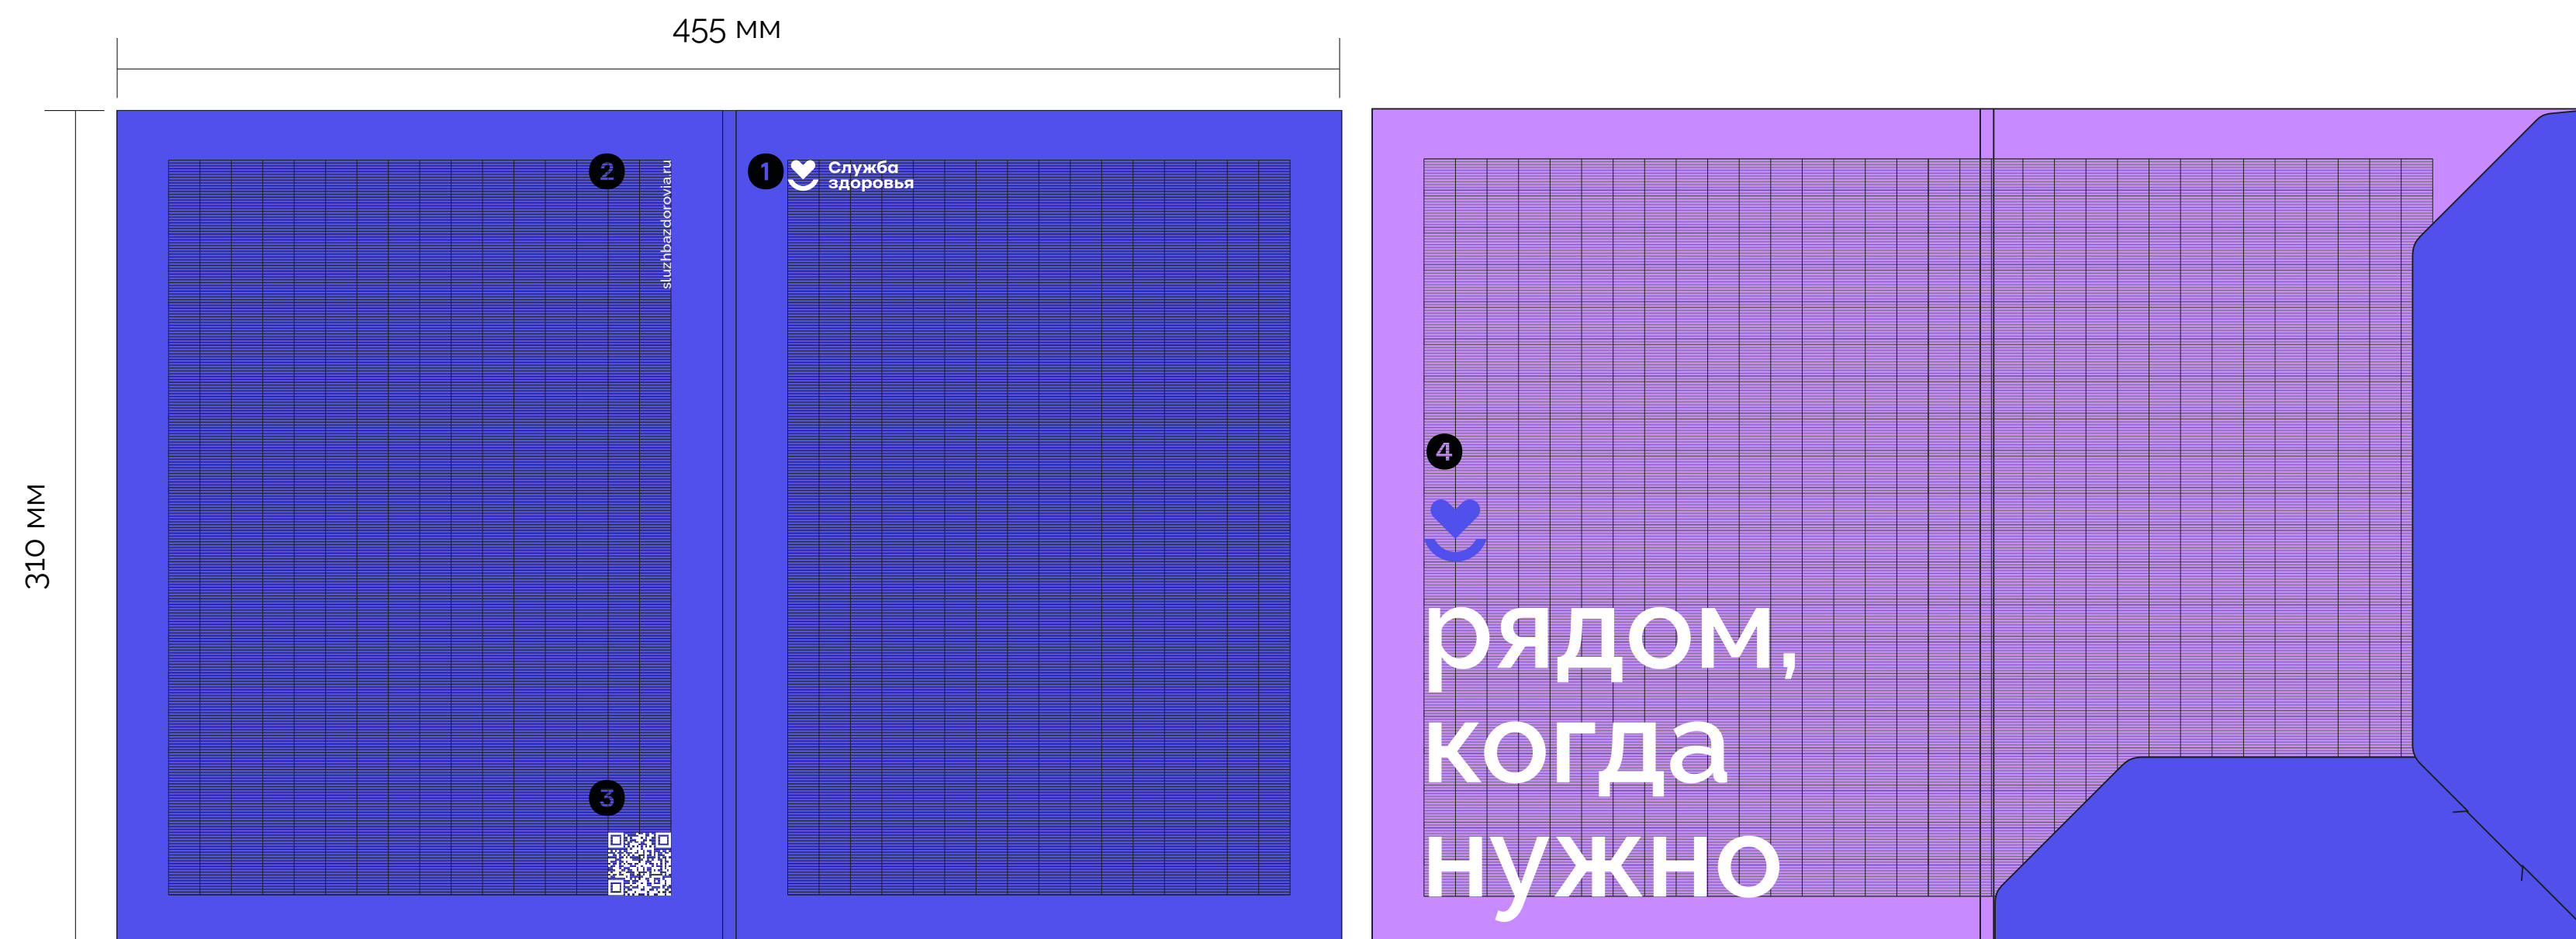 455 мм
310 мм
2
sluzhbazdorovia.ru
1
Служба
здоровья
3
4
рядом,
когда
нужно